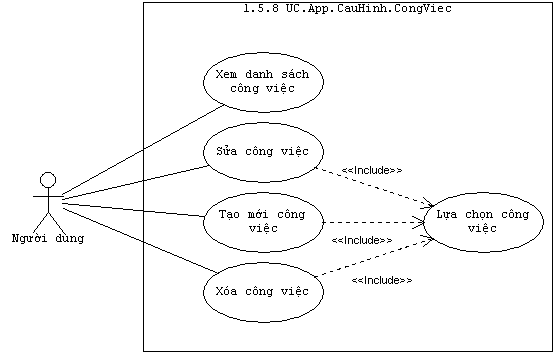 1.5.8 UC.App.CauHinh.CongViec
Xem danh sách
công việc
Sửa công việc
<<Include>>
Tạo mới công
việc
<<Include>>
Lựa chọn công
việc
Người dùng
Xóa công việc
<<Include>>